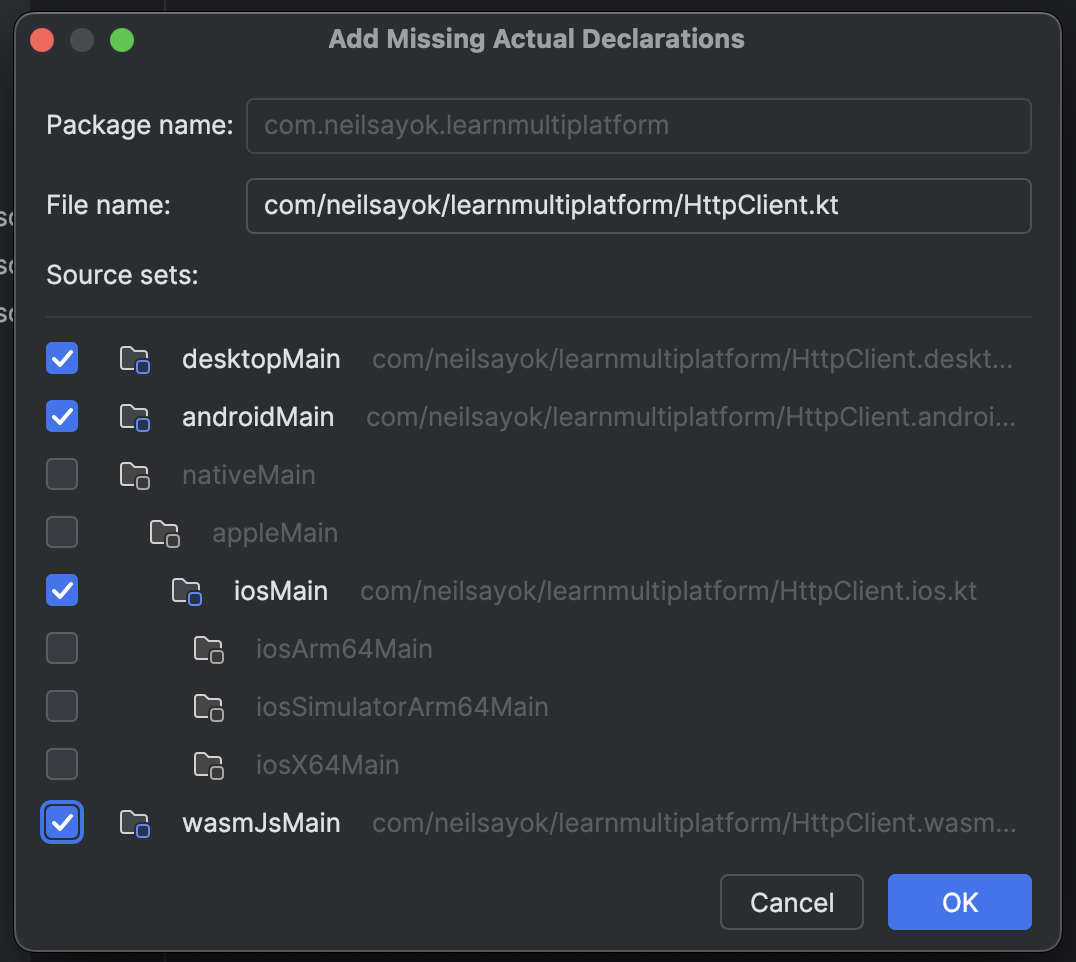 Add Missing Actual Declarations
Package name: com.neilsayok.learnmultiplatform
File name: com/neilsayok/learnmultiplatform/HttpClient.kt
Source sets:
desktopMain com/neilsayok/learnmultiplatform/HttpClient.deskt...
androidMain com/neilsayok/learnmultiplatform/HttpClient.androi...
nativeMain
appleMain
iosMain com/neilsayok/learnmultiplatform/HttpClient.ios.kt
iosArm64Main
iosSimulatorArm64Main
iosX64Main
wasmJsMain com/neilsayok/learnmultiplatform/HttpClient.wasm...
Cancel OK